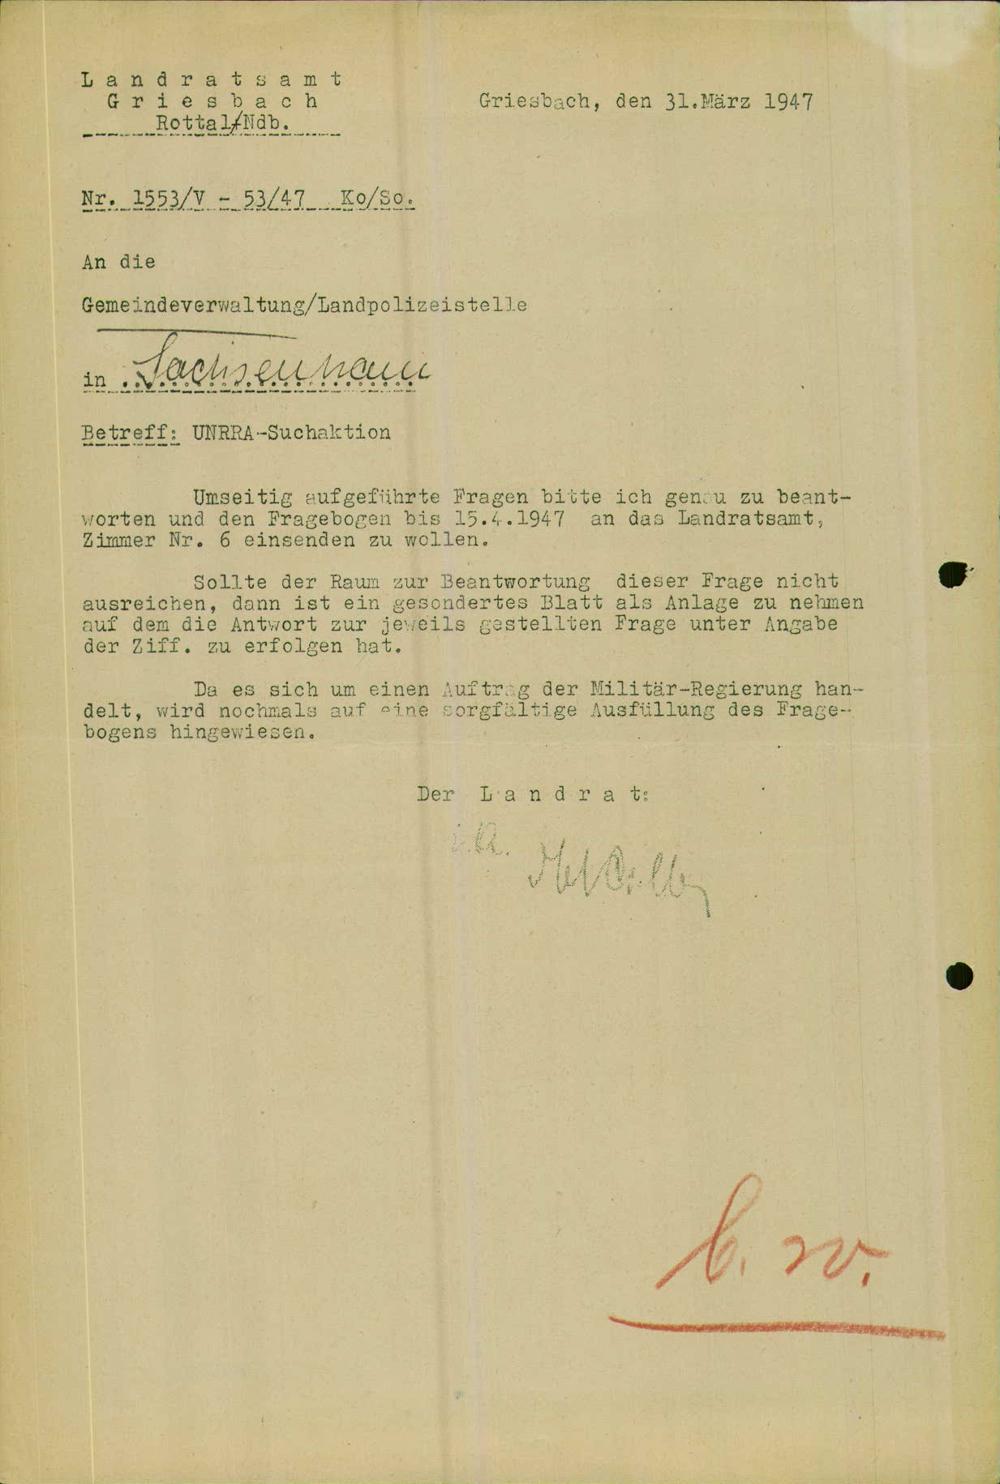 Landratsamt
Griesbach
Rottal/Ndb.
Griesbach, den 31.März 1947
Nr. 1553/V - 53/47 Ko/So.
An die
Gemeindeverwaltung/Landpolizeistelle
in Sachsenham
Betreff: UNRRA-Suchaktion
Umseitig aufgeführte Fragen bitte ich genau zu beant-
worten und den Fragebogen bis 15.4.1947 an das Landratsamt,
Zimmer Nr. 6 einsenden zu wollen.
Sollte der Raum zur Beantwortung dieser Frage nicht
ausreichen, dann ist ein gesondertes Blatt als Anlage zu nehmen
auf dem die Antwort zur jeweils gestellten Frage unter Angabe
der Ziff. zu erfolgen hat.
Da es sich um einen Auftrag der Militär-Regierung han-
delt, wird nochmals auf eine sorgfältige Ausfüllung des Frage-
bogens hingewiesen.
Der Landrat:
i.A.
b. w.